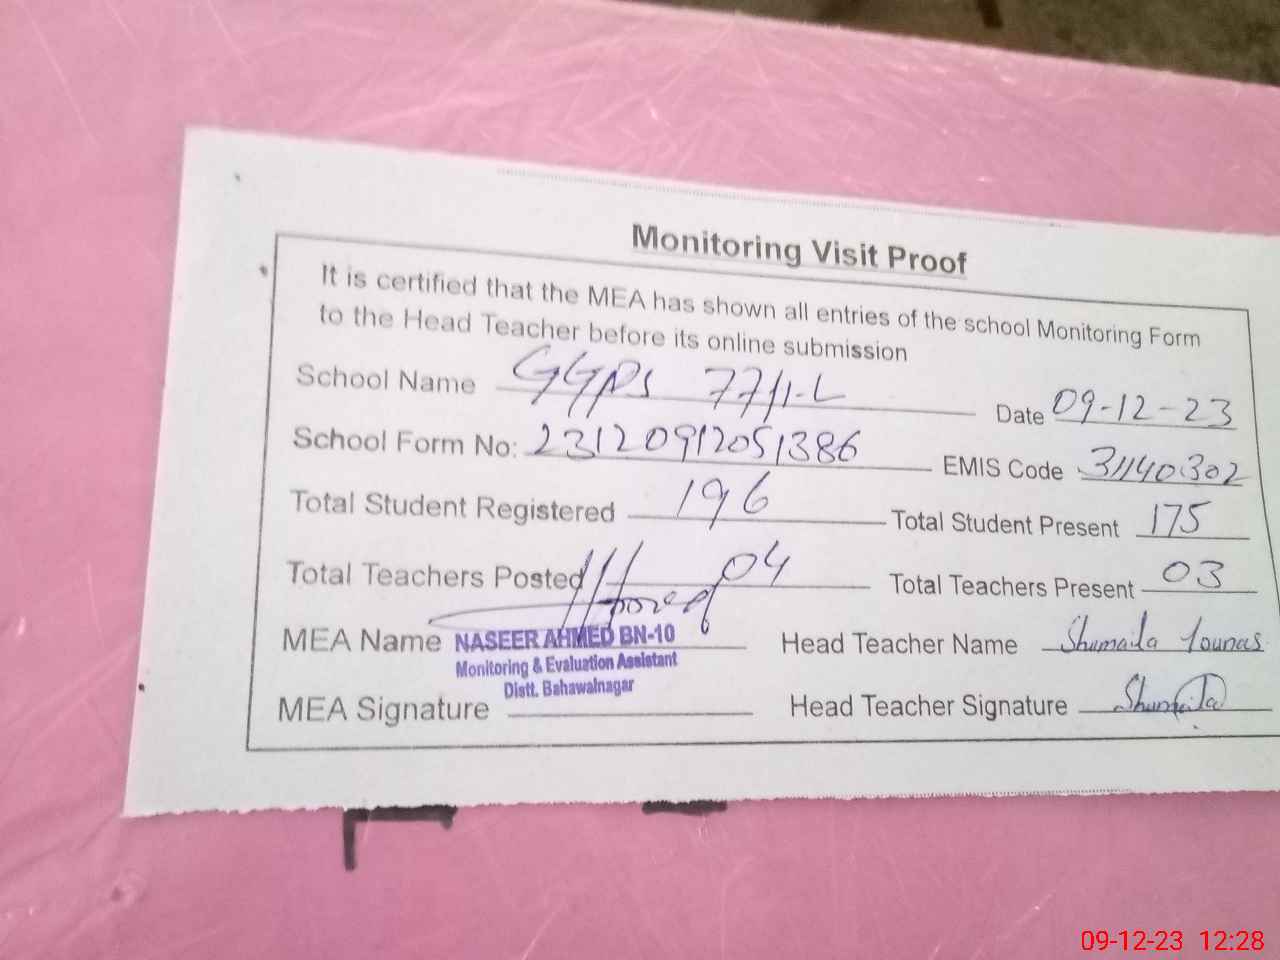 Monitoring Visit Proof
It is certified that the MEA has shown all entries of the school Monitoring Form
to the Head Teacher before its online submission
School Name GGPS 77/1-L Date 09-12-23
School Form No: 23120912051386 EMIS Code 31140302
Total Student Registered 196 Total Student Present 175
Total Teachers Posted 04 Total Teachers Present 03
MEA Name NASEER AHMED BN-10 Head Teacher Name Shumaila Younas
Monitoring & Evaluation Assistant
Distt. Bahawalnagar
MEA Signature Head Teacher Signature Shumaila
09-12-23 12:28